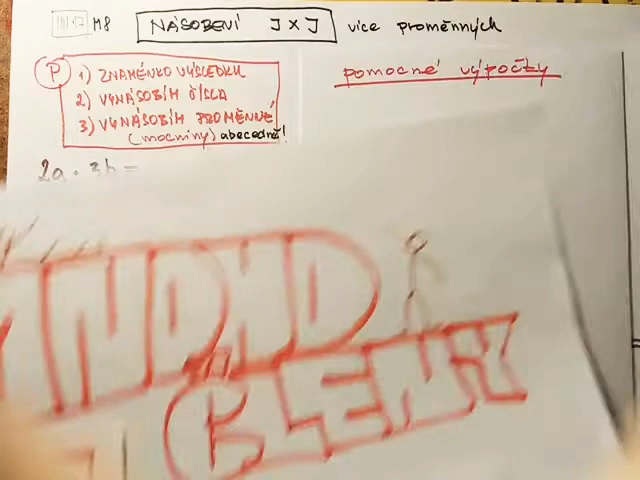 M8 NÁSOBENÍ J X J více proměnných
P 1) ZNAMÉNKO VÝSLEDKU
2) VYNÁSOBÍM ČÍSLA
3) VYNÁSOBÍM PROMĚNNÉ
(mocniny) abecedně!
pomocné výpočty
2a · 3b =
ČLENY